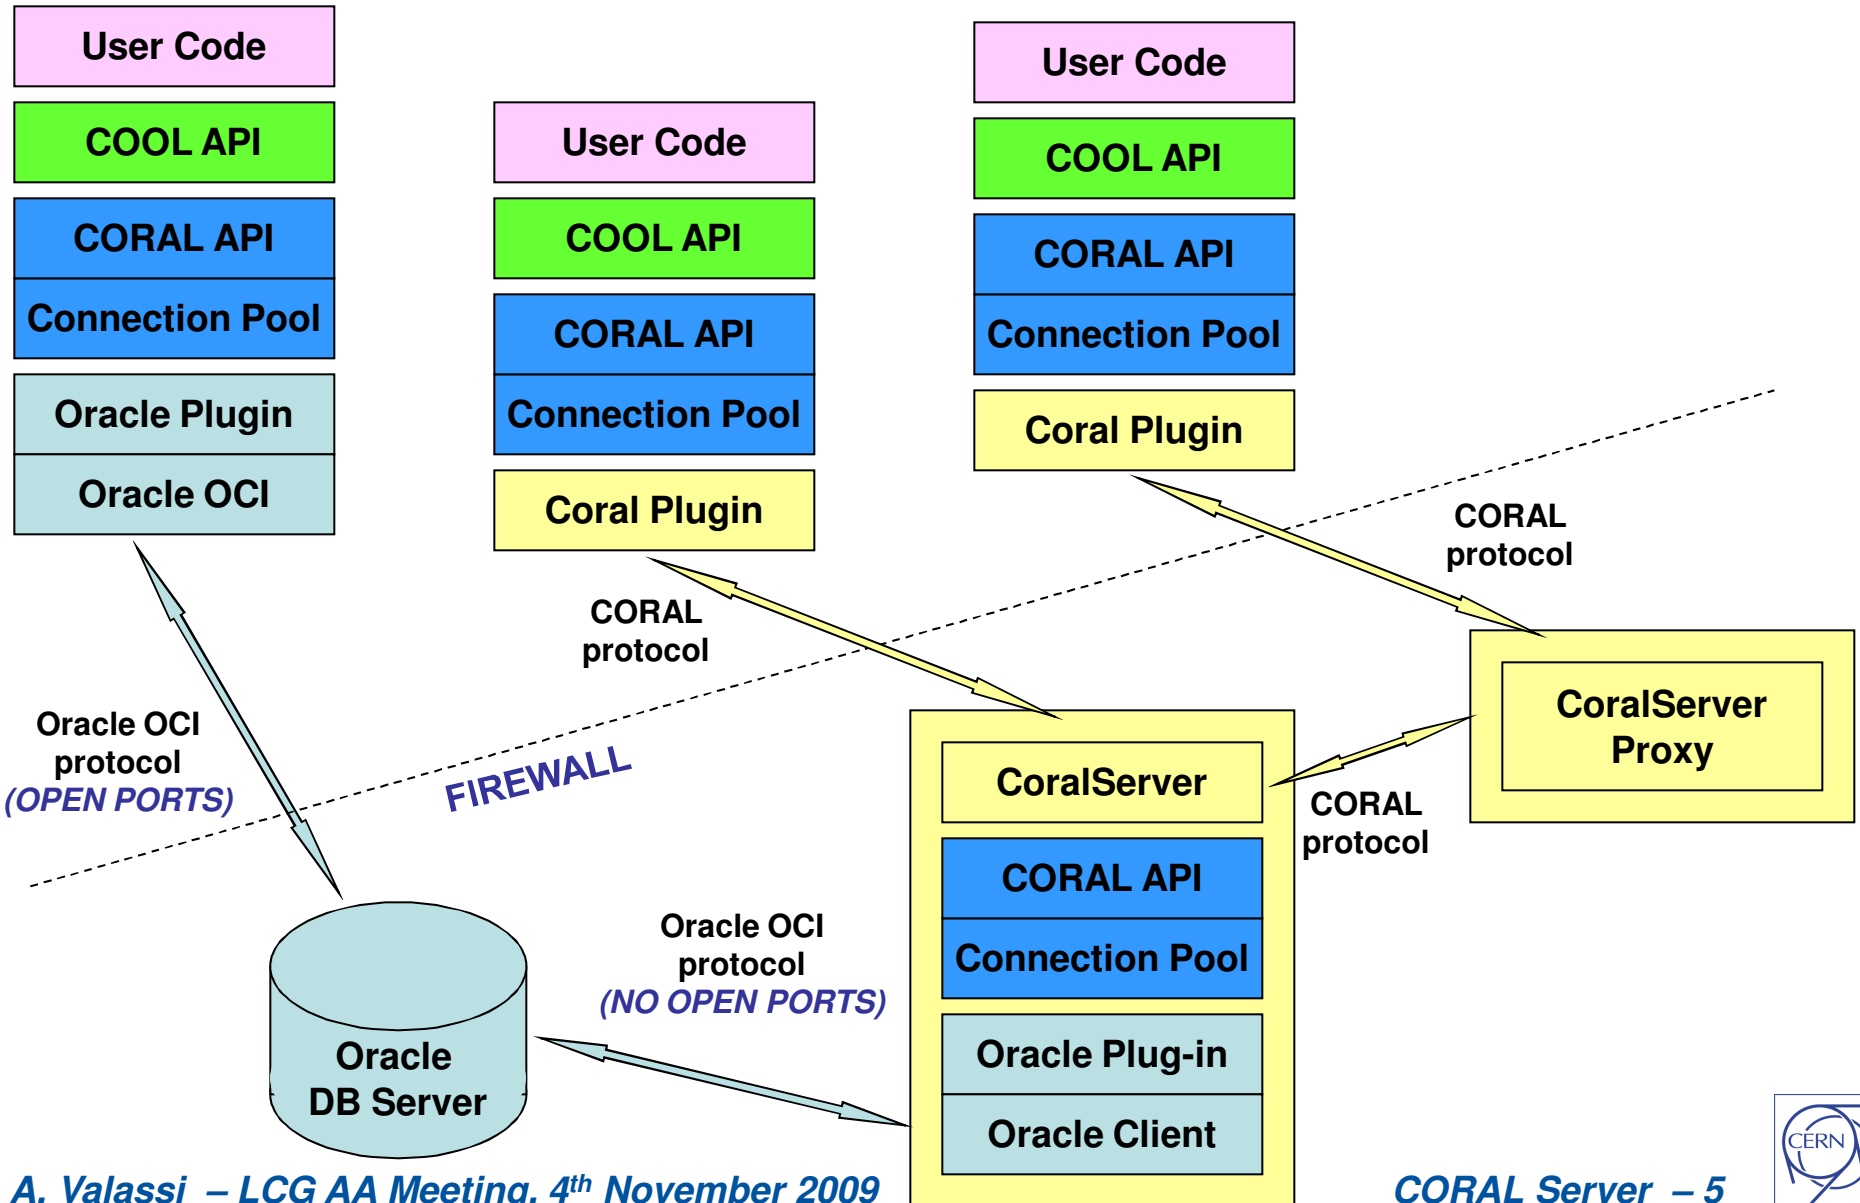 User Code
COOL API
CORAL API
Connection Pool
Oracle Plugin
Oracle OCI
User Code
COOL API
CORAL API
Connection Pool
Coral Plugin
User Code
COOL API
CORAL API
Connection Pool
Coral Plugin
CORAL
protocol
CORAL
protocol
Oracle OCI
protocol
(OPEN PORTS)
FIREWALL
CoralServer
Proxy
CORAL
protocol
CoralServer
CORAL API
Connection Pool
Oracle Plug-in
Oracle Client
Oracle OCI
protocol
(NO OPEN PORTS)
Oracle
DB Server
A. Valassi – LCG AA Meeting, 4th November 2009
CORAL Server – 5
CERN